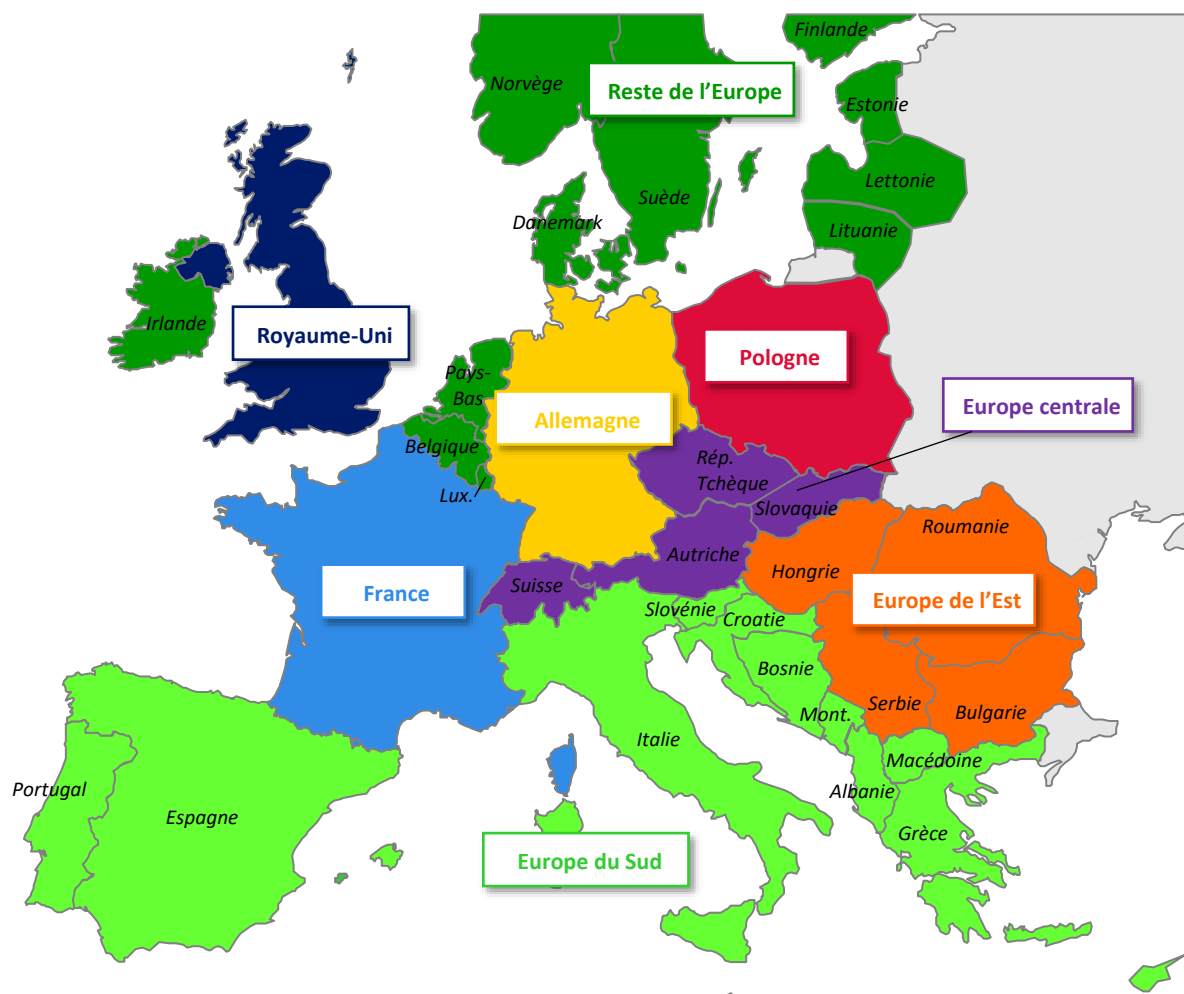 Finlande
Norvège
Reste de l'Europe
Estonie
Lettonie
Suède
Danemark
Lituanie
Irlande
Royaume-Uni
Pologne
Pays-
Bas
Europe centrale
Allemagne
Belgique
Rép.
Tchèque
Lux.
Slovaquie
Roumanie
Autriche
Hongrie
Suisse
France
Europe de l'Est
Slovénie
Croatie
Bosnie
Serbie
Bulgarie
Mont.
Italie
Macédoine
Portugal
Albanie
Espagne
Grèce
Europe du Sud